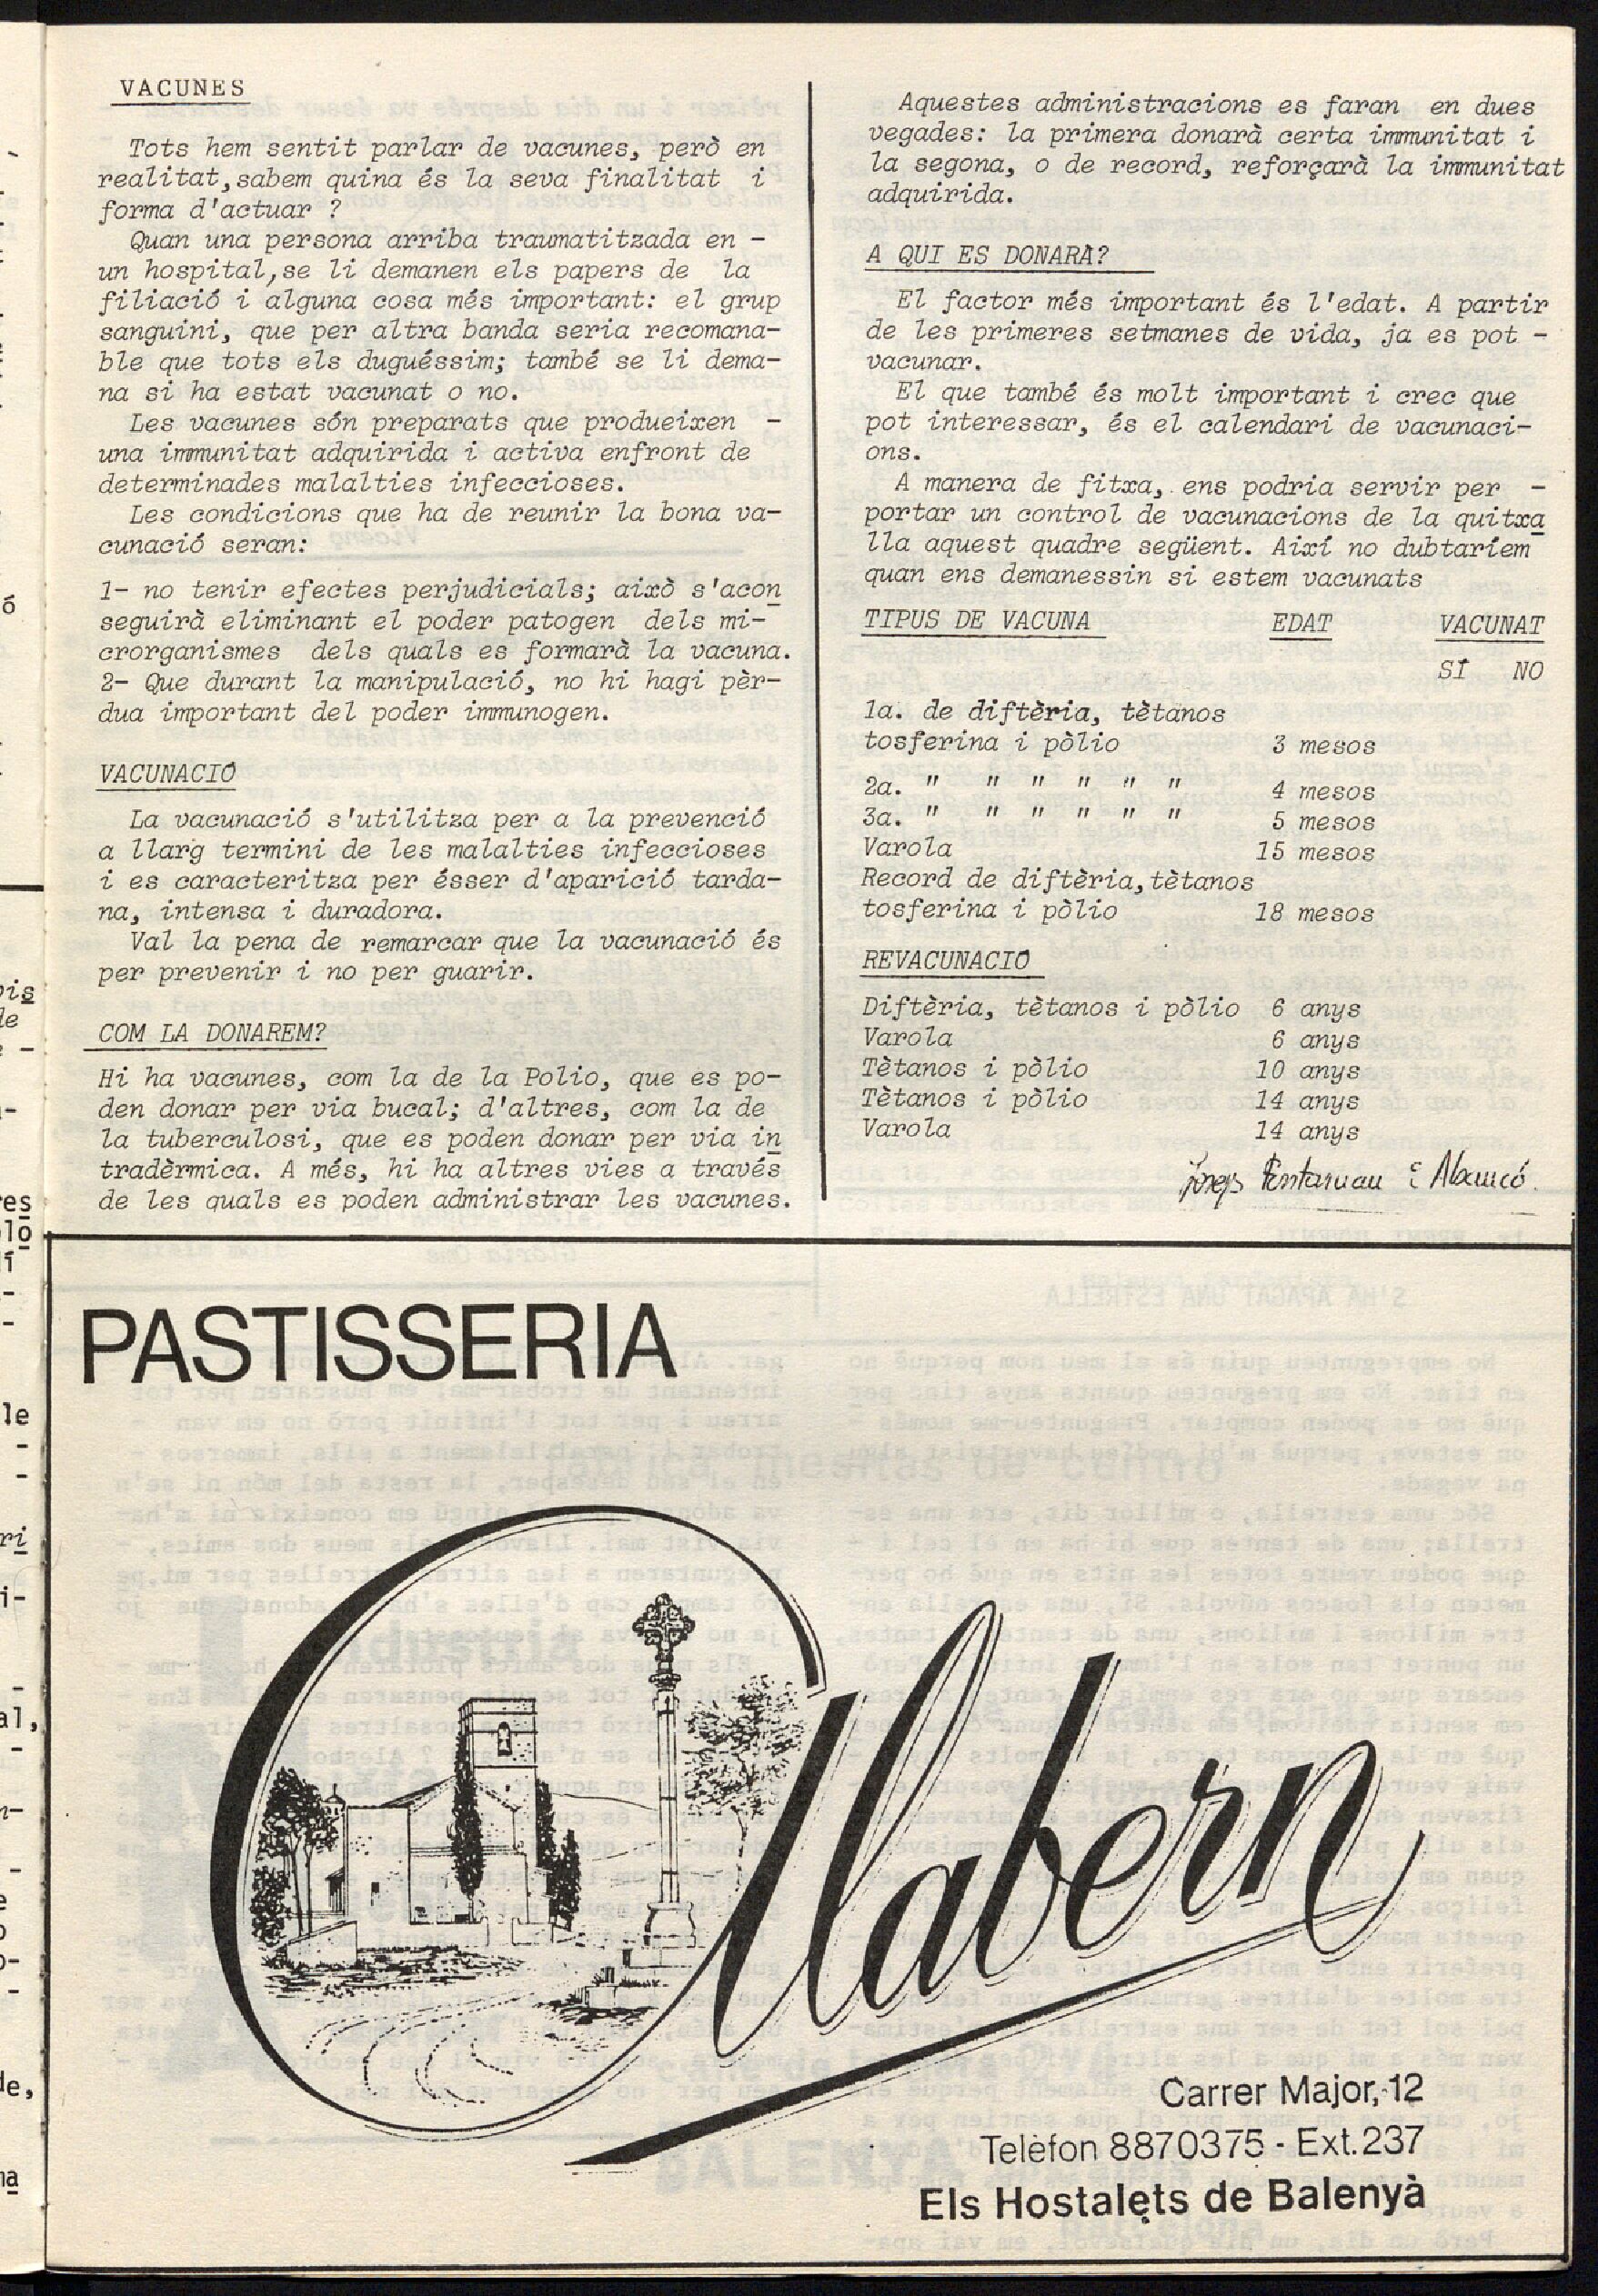 VACUNES
Tots hem sentit parlar de vacunes, però en
realitat,sabem quina és la seva finalitat i
forma d'actuar ?
Quan una persona arriba traumatitzada en -
un hospital,se li demanen els papers de la
filiació i alguna cosa més important: el grup
sanguini, que per altra banda seria recomana-
ble que tots els duguéssim; també se li dema-
na si ha estat vacunat o no.
Les vacunes són preparats que produeixen -
una immunitat adquirida i activa enfront de
determinades malalties infeccioses.
Les condicions que ha de reunir la bona va-
cunació seran:
1- no tenir efectes perjudicials; això s'acon
seguirà eliminant el poder patogen dels mi-
crorganismes dels quals es formarà la vacuna.
2- Que durant la manipulació, no hi hagi pèr-
dua important del poder immunogen.
VACUNACIÓ
La vacunació s'utilitza per a la prevenció
a llarg termini de les malalties infeccioses
i es caracteritza per ésser d'aparició tarda-
na, intensa i duradora.
Val la pena de remarcar que la vacunació és
per prevenir i no per guarir.
COM LA DONAREM?
Hi ha vacunes, com la de la Polio, que es po-
den donar per via bucal; d'altres, com la de
la tuberculosi, que es poden donar per via in
tradèrmica. A més, hi ha altres vies a través
de les quals es poden administrar les vacunes.
Aquestes administracions es faran en dues
vegades: la primera donarà certa immunitat i
la segona, o de record, reforçarà la immunitat
adquirida.
A QUI ES DONARÀ?
El factor més important és l'edat. A partir
de les primeres setmanes de vida, ja es pot -
vacunar.
El que també és molt important i crec que
pot interessar, és el calendari de vacunaci-
ons.
A manera de fitxa, ens podria servir per -
portar un control de vacunacions de la quitxa
lla aquest quadre següent. Així no dubtaríem
quan ens demanessin si estem vacunats
TIPUS DE VACUNA EDAT VACUNAT
SÍ NO
1a. de diftèria, tètanos
tosferina i pòlio 3 mesos
2a. " " " " " " 4 mesos
3a. " " " " " " 5 mesos
Varola 15 mesos
Record de diftèria,tètanos
tosferina i pòlio 18 mesos
REVACUNACIÓ
Diftèria, tètanos i pòlio 6 anys
Varola 6 anys
Tètanos i pòlio 10 anys
Tètanos i pòlio 14 anys
Varola 14 anys
Josep i
PASTISSERIA
Clabern
Carrer Major, 12
Telèfon 8870375 - Ext.237
Els Hostalets de Balenyà